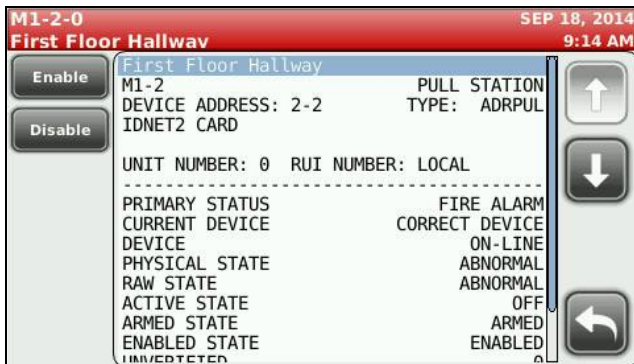 M1-2-0 SEP 18, 2014
First Floor Hallway 9:14 AM
Enable
Disable
First Floor Hallway
M1-2 PULL STATION
DEVICE ADDRESS: 2-2 TYPE: ADRPUL
IDNET2 CARD
UNIT NUMBER: 0 RUI NUMBER: LOCAL
----------------------------------------
PRIMARY STATUS FIRE ALARM
CURRENT DEVICE CORRECT DEVICE
DEVICE ON-LINE
PHYSICAL STATE ABNORMAL
RAW STATE ABNORMAL
ACTIVE STATE OFF
ARMED STATE ARMED
ENABLED STATE ENABLED
UNVERIFIED 0